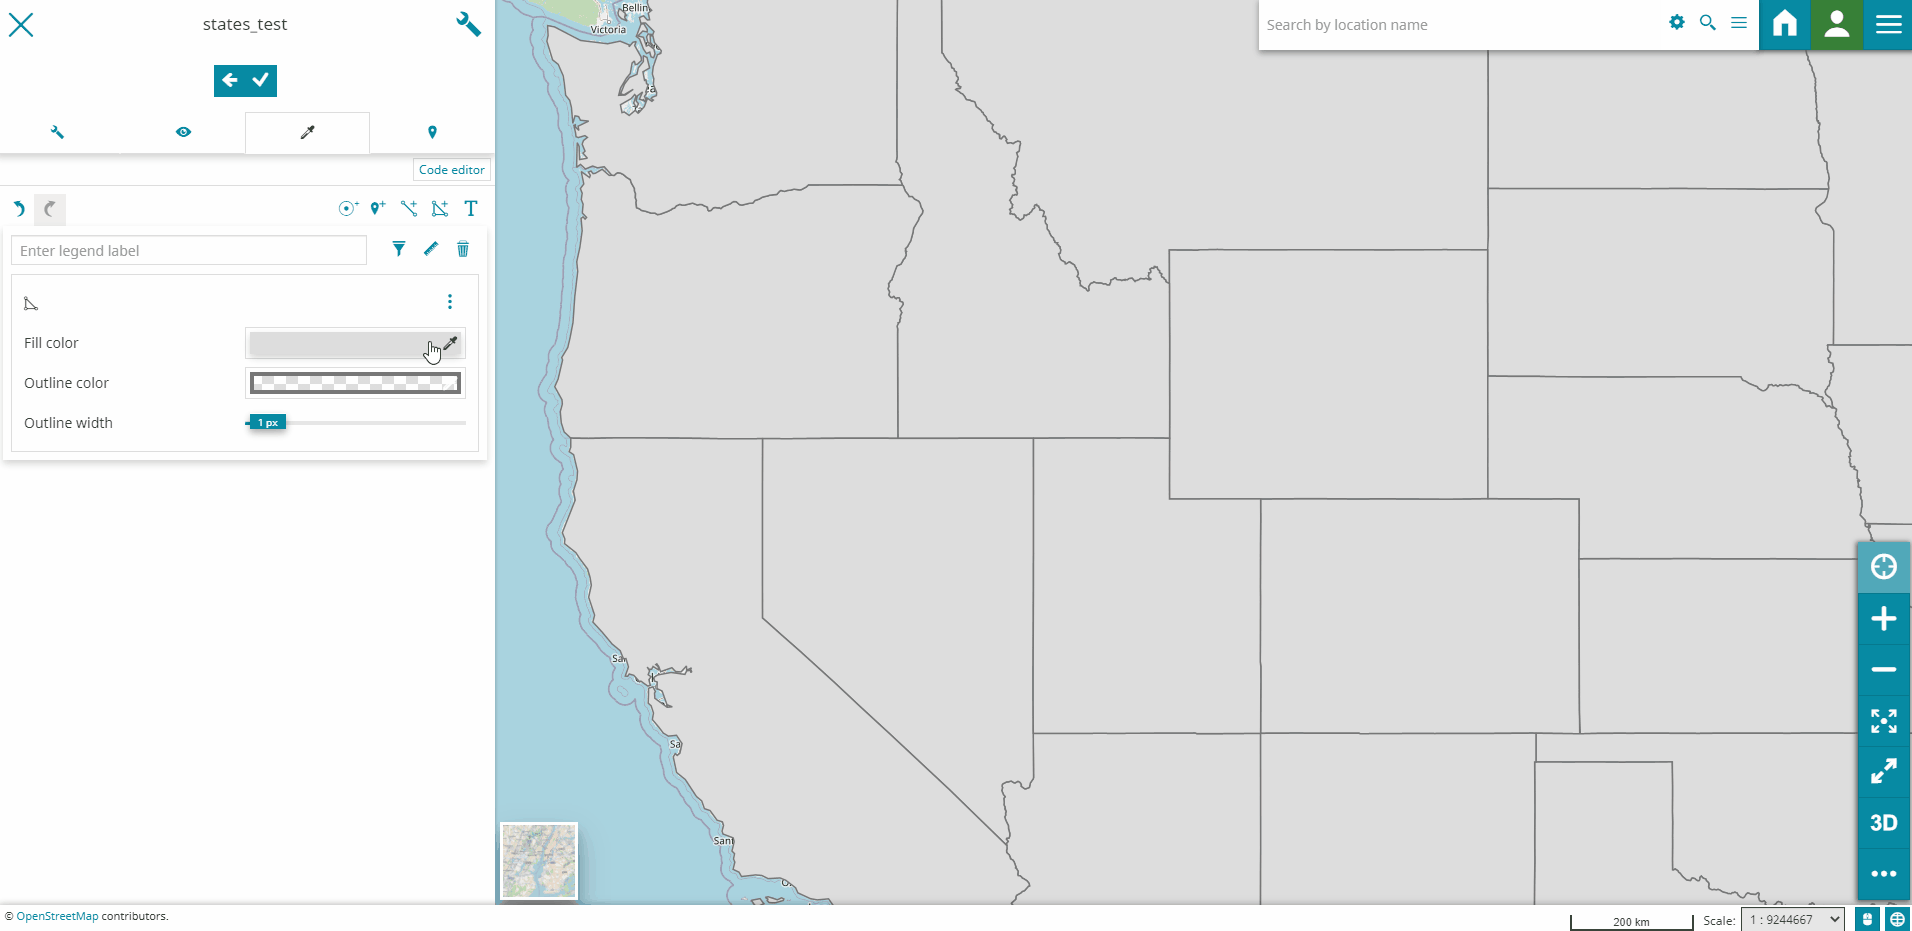 states_test
Search by location name
Code editor
Enter legend label
Fill color
Outline color
Outline width
1 px
Bellin
Victoria
Sa
Sa
San
3D
© OpenStreetMap contributors.
200 km
Scale:
1 : 9244667